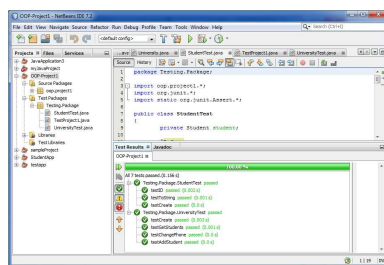 OOP-Project1 - NetBeans IDE 7.2
File Edit View Navigate Source Refactor Run Debug Profile Team Tools Window Help
Search (Ctrl+I)
<default config>
Projects Files Services
JavaApplication3
myJavaProject1
OOP-Project1
Source Packages
oop.project1
Test Packages
Testing.Package
StudentTest
TestProject1.java
UniversityTest.java
Libraries
Test Libraries
sampleProject
StudentApp
testapp
University.java StudentTest.java TestProject1.java UniversityTest.java
Source History
1 package Testing.Package;
2
3 import oop.project1.*;
4 import org.junit.*;
5 import static org.junit.Assert.*;
6
7 public class StudentTest
8 {
9 private Student student;
10
Test Results Javadoc
OOP-Project1
100.00 %
All 7 tests passed.(0.156 s)
Testing.Package.StudentTest passed
testID passed (0.001 s)
testToString passed (0.001 s)
testCreate passed (0.0 s)
Testing.Package.UniversityTest passed
testCreate passed (0.001 s)
testGetStudents passed (0.0 s)
testChangePhone passed (0.0 s)
testAddStudent passed (0.0 s)
1:19 INS